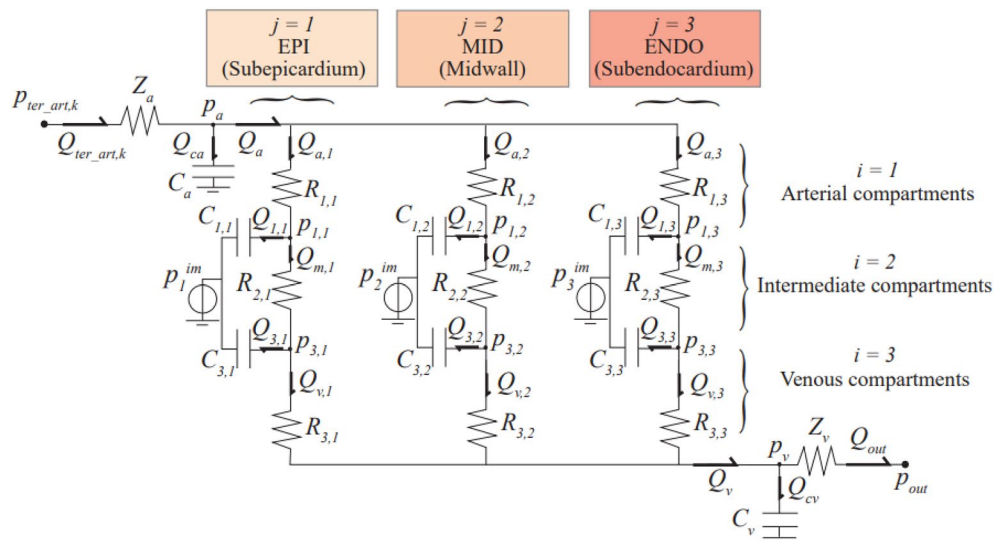 j = 1
EPI
(Subepicardium)
j = 2
MID
(Midwall)
j = 3
ENDO
(Subendocardium)
p_ter_art,k
Z_a
p_a
Q_ter_art,k
Q_ca
Q_a
C_a
Q_a,1
Q_a,2
Q_a,3
R_1,1
R_1,2
R_1,3
i = 1
Arterial compartments
C_1,1
Q_1,1
p_1,1
C_1,2
Q_1,2
p_1,2
C_1,3
Q_1,3
p_1,3
Q_m,1
Q_m,2
Q_m,3
p_1^im
R_2,1
p_2^im
R_2,2
p_3^im
R_2,3
i = 2
Intermediate compartments
Q_3,1
p_3,1
C_3,1
Q_3,2
p_3,2
C_3,2
Q_3,3
p_3,3
C_3,3
i = 3
Venous compartments
Q_v,1
Q_v,2
Q_v,3
R_3,1
R_3,2
R_3,3
p_v
Z_v
Q_out
Q_v
Q_cv
p_out
C_v